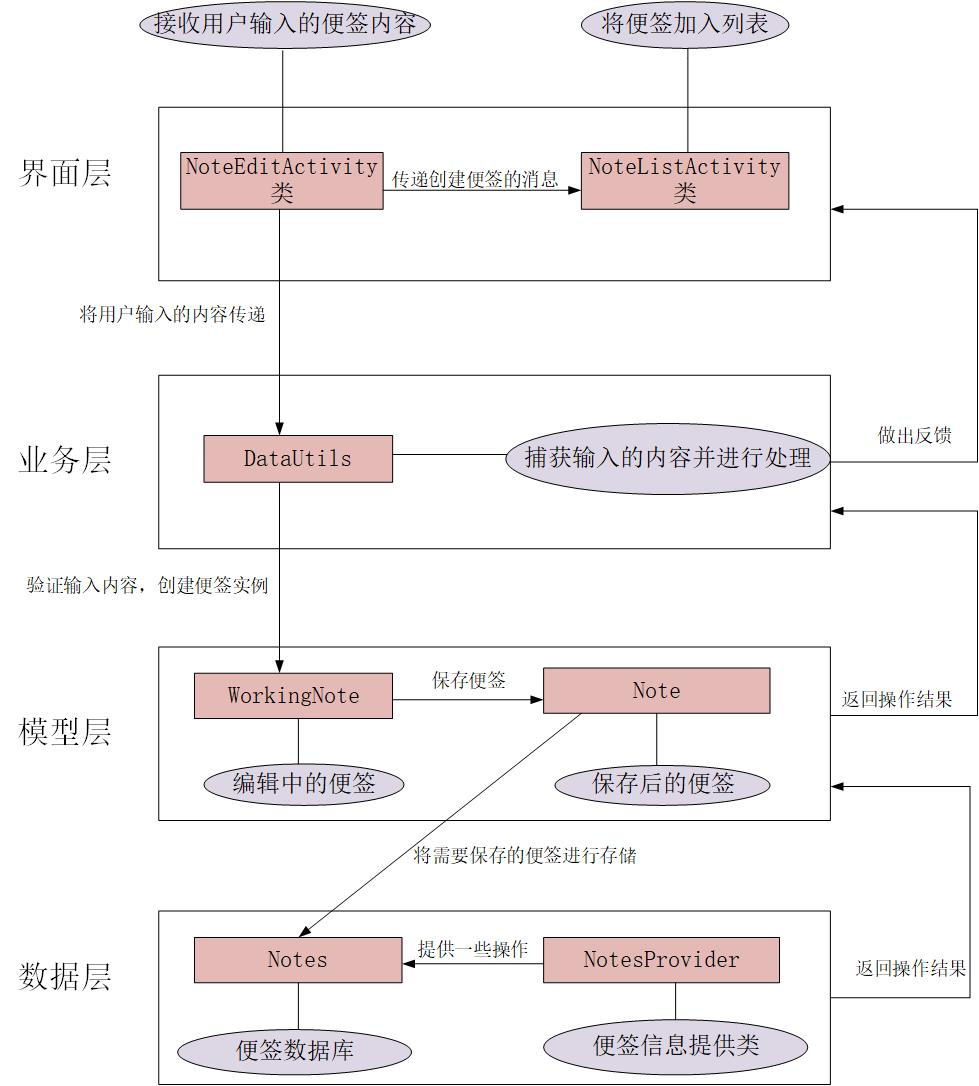 接收用户输入的便签内容
将便签加入列表
界面层
NoteEditActivity
类
传递创建便签的消息
NoteListActivity
类
将用户输入的内容传递
业务层
DataUtils
捕获输入的内容并进行处理
做出反馈
验证输入内容，创建便签实例
模型层
WorkingNote
保存便签
Note
返回操作结果
编辑中的便签
保存后的便签
将需要保存的便签进行存储
数据层
Notes
提供一些操作
NotesProvider
返回操作结果
便签数据库
便签信息提供类